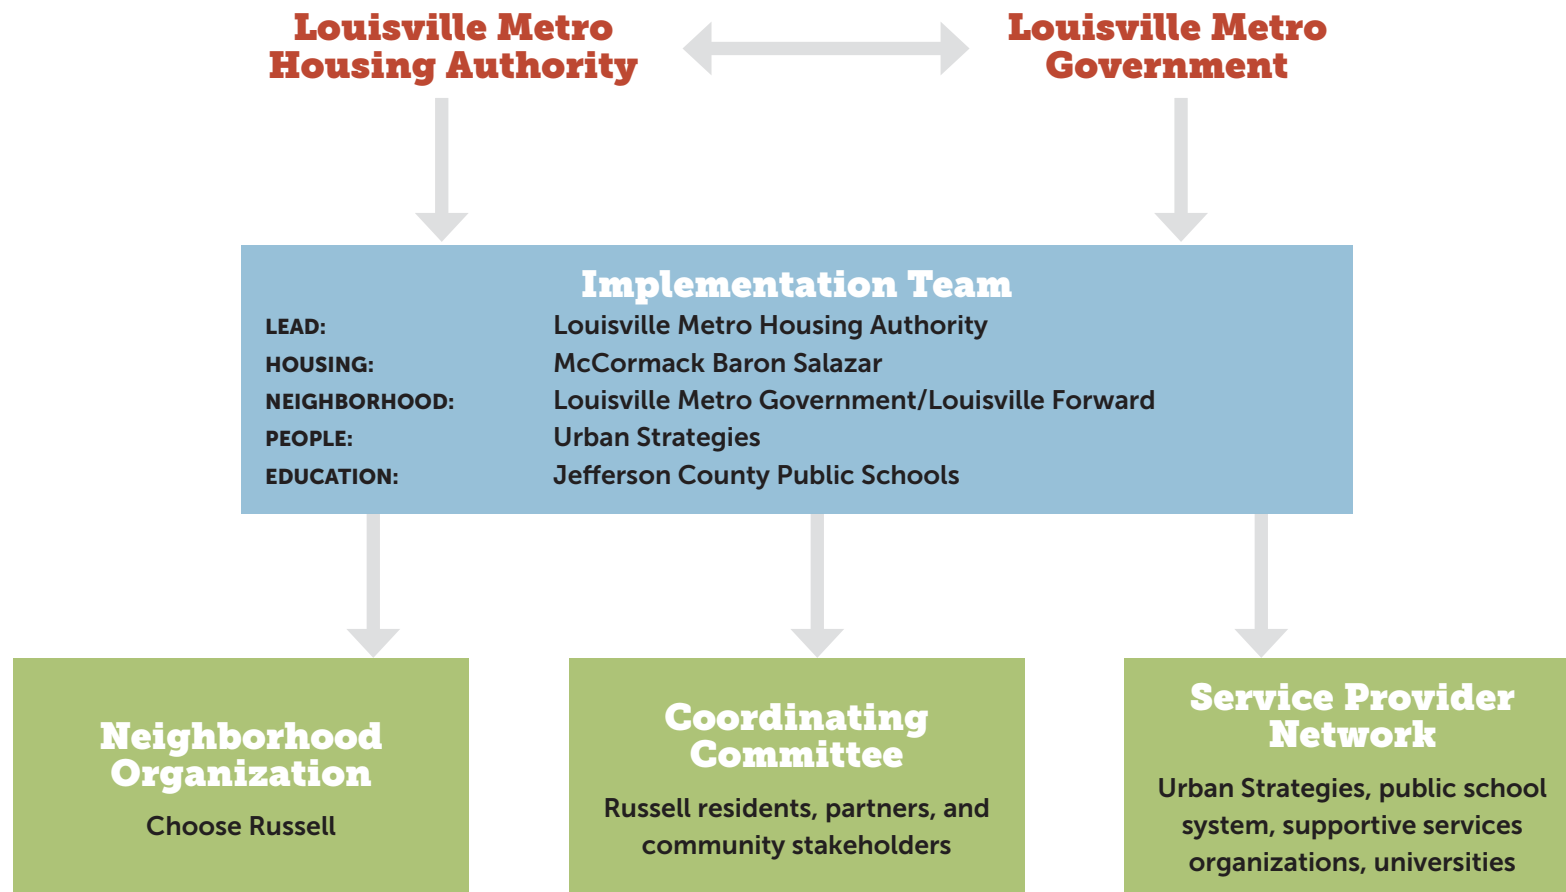 Louisville Metro
Housing Authority
Louisville Metro
Government
Implementation Team
LEAD: Louisville Metro Housing Authority
HOUSING: McCormack Baron Salazar
NEIGHBORHOOD: Louisville Metro Government/Louisville Forward
PEOPLE: Urban Strategies
EDUCATION: Jefferson County Public Schools
Neighborhood
Organization
Choose Russell
Coordinating
Committee
Russell residents, partners, and
community stakeholders
Service Provider
Network
Urban Strategies, public school
system, supportive services
organizations, universities